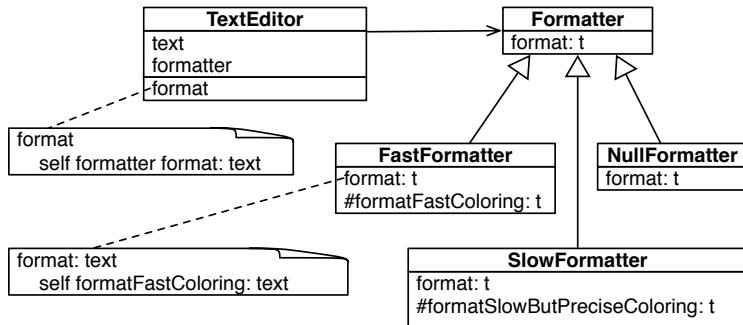 TextEditor
text
formatter
format
Formatter
format: t
format
self formatter format: text
FastFormatter
format: t
#formatFastColoring: t
NullFormatter
format: t
format: text
self formatFastColoring: text
SlowFormatter
format: t
#formatSlowButPreciseColoring: t